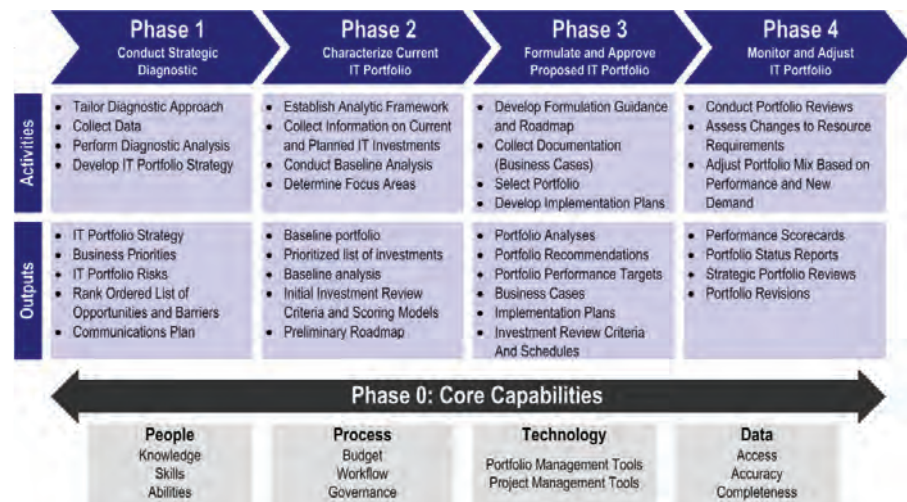 Phase 1
Conduct Strategic
Diagnostic
Phase 2
Characterize Current
IT Portfolio
Phase 3
Formulate and Approve
Proposed IT Portfolio
Phase 4
Monitor and Adjust
IT Portfolio
Activities
• Tailor Diagnostic Approach
• Collect Data
• Perform Diagnostic Analysis
• Develop IT Portfolio Strategy
• Establish Analytic Framework
• Collect Information on Current
and Planned IT Investments
• Conduct Baseline Analysis
• Determine Focus Areas
• Develop Formulation Guidance
and Roadmap
• Collect Documentation
(Business Cases)
• Select Portfolio
• Develop Implementation Plans
• Conduct Portfolio Reviews
• Assess Changes to Resource
Requirements
• Adjust Portfolio Mix Based on
Performance and New
Demand
Outputs
• IT Portfolio Strategy
• Business Priorities
• IT Portfolio Risks
• Rank Ordered List of
Opportunities and Barriers
• Communications Plan
• Baseline portfolio
• Prioritized list of investments
• Baseline analysis
• Initial Investment Review
Criteria and Scoring Models
• Preliminary Roadmap
• Portfolio Analyses
• Portfolio Recommendations
• Portfolio Performance Targets
• Business Cases
• Implementation Plans
• Investment Review Criteria
And Schedules
• Performance Scorecards
• Portfolio Status Reports
• Strategic Portfolio Reviews
• Portfolio Revisions
Phase 0: Core Capabilities
People
Knowledge
Skills
Abilities
Process
Budget
Workflow
Governance
Technology
Portfolio Management Tools
Project Management Tools
Data
Access
Accuracy
Completeness